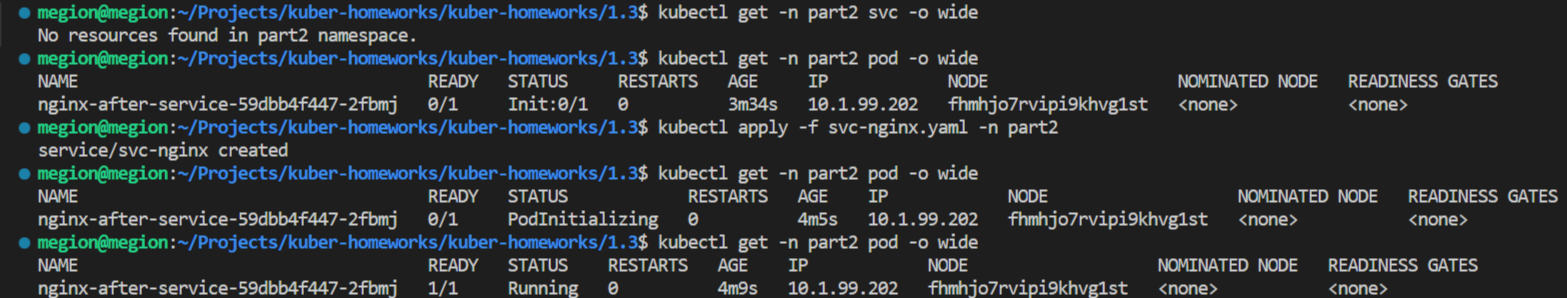 megion@megion:~/Projects/kuber-homeworks/kuber-homeworks/1.3$ kubectl get -n part2 svc -o wide
No resources found in part2 namespace.
megion@megion:~/Projects/kuber-homeworks/kuber-homeworks/1.3$ kubectl get -n part2 pod -o wide
NAME READY STATUS RESTARTS AGE IP NODE NOMINATED NODE READINESS GATES
nginx-after-service-59dbb4f447-2fbmj 0/1 Init:0/1 0 3m34s 10.1.99.202 fhmhjo7rvipi9khvg1st <none> <none>
megion@megion:~/Projects/kuber-homeworks/kuber-homeworks/1.3$ kubectl apply -f svc-nginx.yaml -n part2
service/svc-nginx created
megion@megion:~/Projects/kuber-homeworks/kuber-homeworks/1.3$ kubectl get -n part2 pod -o wide
NAME READY STATUS RESTARTS AGE IP NODE NOMINATED NODE READINESS GATES
nginx-after-service-59dbb4f447-2fbmj 0/1 PodInitializing 0 4m5s 10.1.99.202 fhmhjo7rvipi9khvg1st <none> <none>
megion@megion:~/Projects/kuber-homeworks/kuber-homeworks/1.3$ kubectl get -n part2 pod -o wide
NAME READY STATUS RESTARTS AGE IP NODE NOMINATED NODE READINESS GATES
nginx-after-service-59dbb4f447-2fbmj 1/1 Running 0 4m9s 10.1.99.202 fhmhjo7rvipi9khvg1st <none> <none>